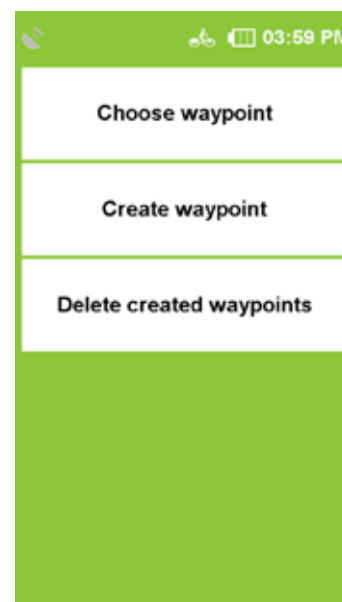 03:59 PM
Choose waypoint
Create waypoint
Delete created waypoints